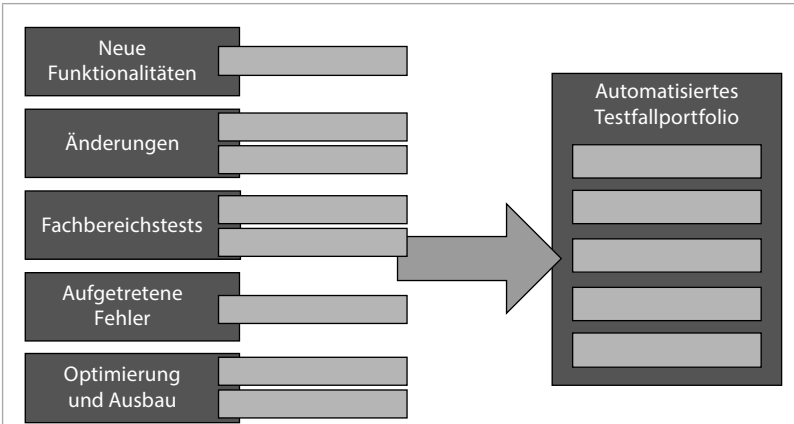 Neue
Funktionalitäten
Änderungen
Fachbereichstests
Aufgetretene
Fehler
Optimierung
und Ausbau
Automatisiertes
Testfallportfolio